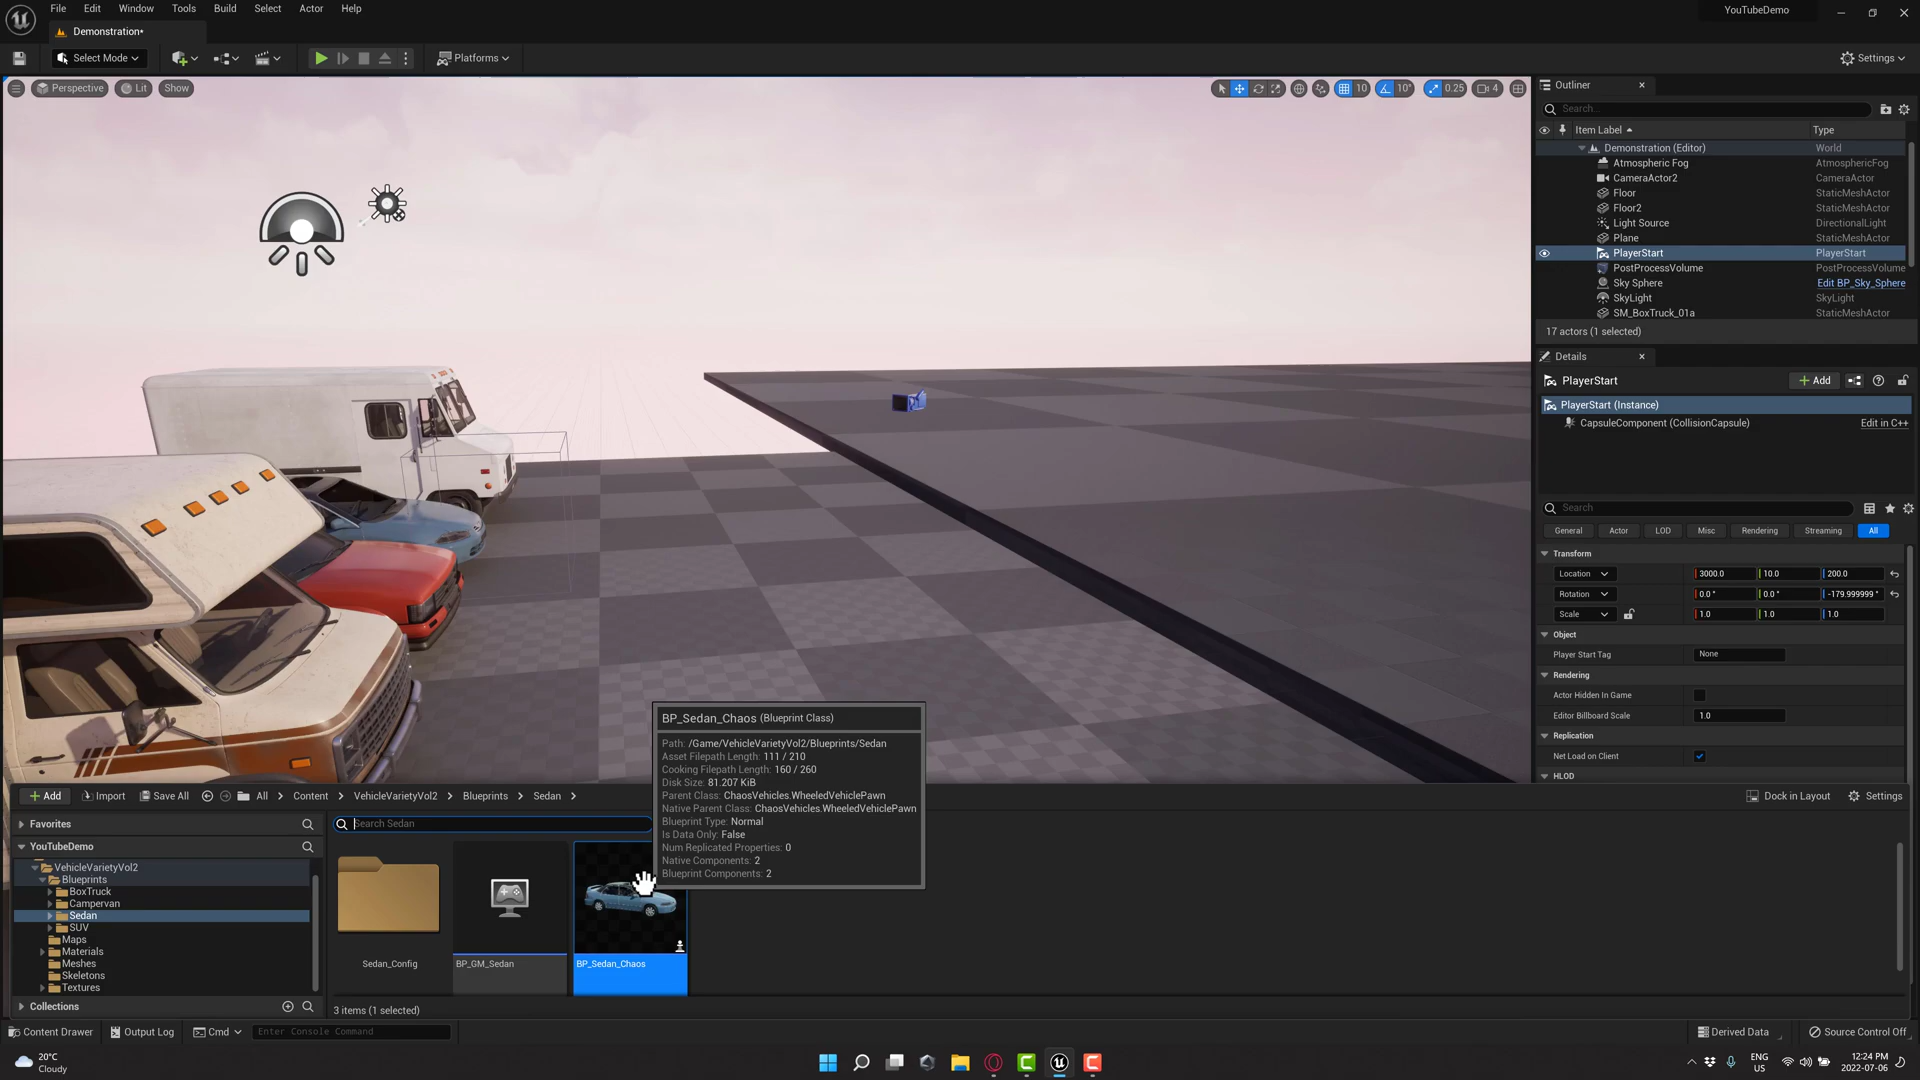 File Edit Window Tools Build Select Actor Help
YouTubeDemo
Demonstration*
Select Mode
Platforms
Settings
Perspective Lit Show
10 10° 0.25 4
Outliner
Search...
Item Label Type
Demonstration (Editor) World
Atmospheric Fog AtmosphericFog
CameraActor2 CameraActor
Floor StaticMeshActor
Floor2 StaticMeshActor
Light Source DirectionalLight
Plane StaticMeshActor
PlayerStart PlayerStart
PostProcessVolume PostProcessVolume
Sky Sphere Edit BP_Sky_Sphere
SkyLight SkyLight
SM_BoxTruck_01a StaticMeshActor
17 actors (1 selected)
Details
PlayerStart
Add
PlayerStart (Instance)
CapsuleComponent (CollisionCapsule) Edit in C++
Search
General Actor LOD Misc Rendering Streaming All
Transform
Location 3000.0 10.0 200.0
Rotation 0.0 ° 0.0 ° -179.999999 °
Scale 1.0 1.0 1.0
Object
Player Start Tag None
Rendering
Actor Hidden In Game
Editor Billboard Scale 1.0
Replication
Net Load on Client
HLOD
BP_Sedan_Chaos (Blueprint Class)
Path: /Game/VehicleVarietyVol2/Blueprints/Sedan
Asset Filepath Length: 111 / 210
Cooking Filepath Length: 160 / 260
Disk Size: 81.207 KiB
Parent Class: ChaosVehicles.WheeledVehiclePawn
Native Parent Class: ChaosVehicles.WheeledVehiclePawn
Blueprint Type: Normal
Is Data Only: False
Num Replicated Properties: 0
Native Components: 2
Blueprint Components: 2
Add Import Save All All Content VehicleVarietyVol2 Blueprints Sedan
Dock in Layout Settings
Favorites
Search Sedan
YouTubeDemo
VehicleVarietyVol2
Blueprints
BoxTruck
Campervan
Sedan
SUV
Maps
Materials
Meshes
Skeletons
Textures
Collections
Sedan_Config
BP_GM_Sedan
BP_Sedan_Chaos
3 items (1 selected)
Content Drawer Output Log Cmd Enter Console Command
Derived Data Source Control Off
20°C
Cloudy
ENG
US
12:24 PM
2022-07-06